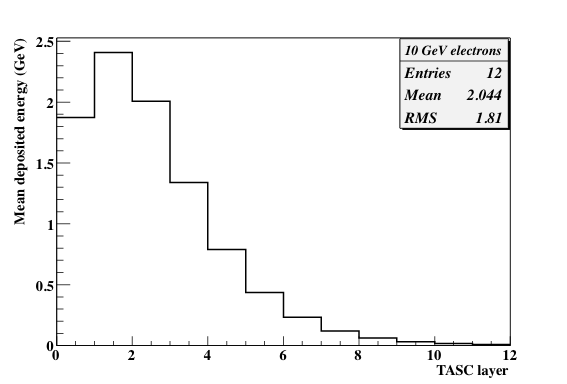 10 GeV electrons
Entries 12
Mean 2.044
RMS 1.81
Mean deposited energy (GeV)
2.5
2
1.5
1
0.5
0
0 2 4 6 8 10 12
TASC layer